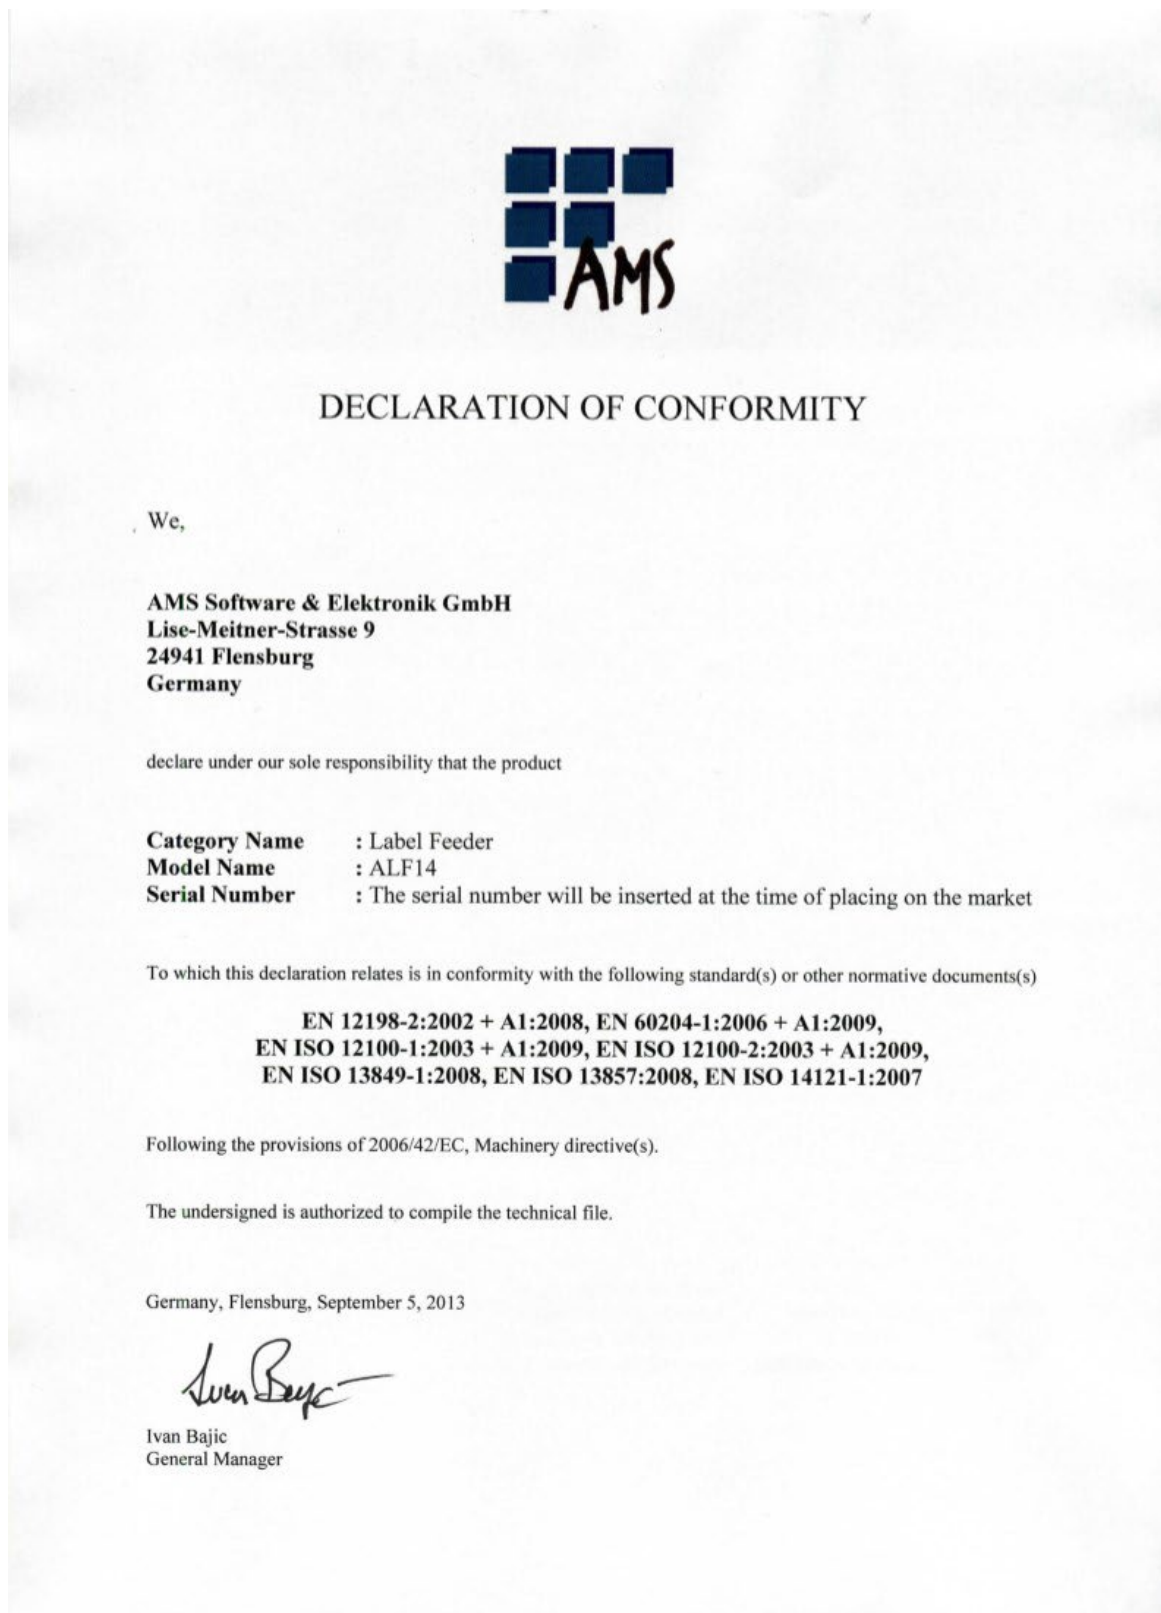 AMS
DECLARATION OF CONFORMITY
We,
AMS Software & Elektronik GmbH
Lise-Meitner-Strasse 9
24941 Flensburg
Germany
declare under our sole responsibility that the product
Category Name : Label Feeder
Model Name : ALF14
Serial Number : The serial number will be inserted at the time of placing on the market
To which this declaration relates is in conformity with the following standard(s) or other normative documents(s)
EN 12198-2:2002 + A1:2008, EN 60204-1:2006 + A1:2009,
EN ISO 12100-1:2003 + A1:2009, EN ISO 12100-2:2003 + A1:2009,
EN ISO 13849-1:2008, EN ISO 13857:2008, EN ISO 14121-1:2007
Following the provisions of 2006/42/EC, Machinery directive(s).
The undersigned is authorized to compile the technical file.
Germany, Flensburg, September 5, 2013
Ivan Bajic
General Manager